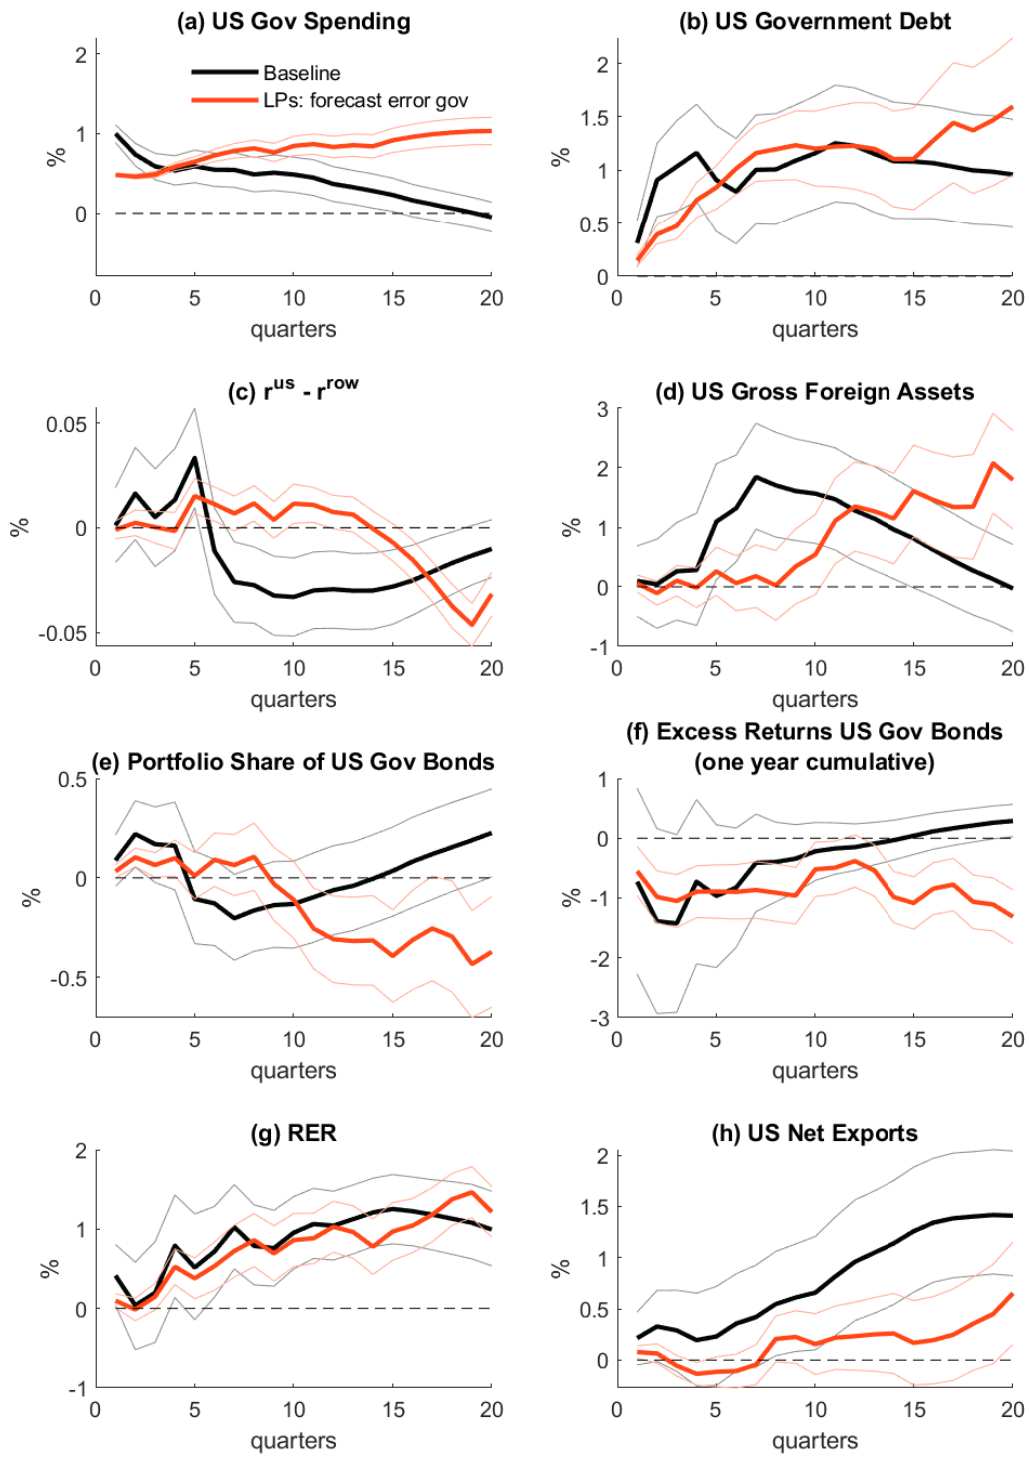 (a) US Gov Spending
2
1
0
%
Baseline
LPs: forecast error gov
0 5 10 15 20
quarters
(b) US Government Debt
2
1.5
1
0.5
0
%
0 5 10 15 20
quarters
(c) r^us - r^row
0.05
0
-0.05
%
0 5 10 15 20
quarters
(d) US Gross Foreign Assets
3
2
1
0
-1
%
0 5 10 15 20
quarters
(e) Portfolio Share of US Gov Bonds
0.5
0
-0.5
%
0 5 10 15 20
quarters
(f) Excess Returns US Gov Bonds
(one year cumulative)
1
0
-1
-2
-3
%
0 5 10 15 20
quarters
(g) RER
2
1
0
-1
%
0 5 10 15 20
quarters
(h) US Net Exports
2
1.5
1
0.5
0
%
0 5 10 15 20
quarters